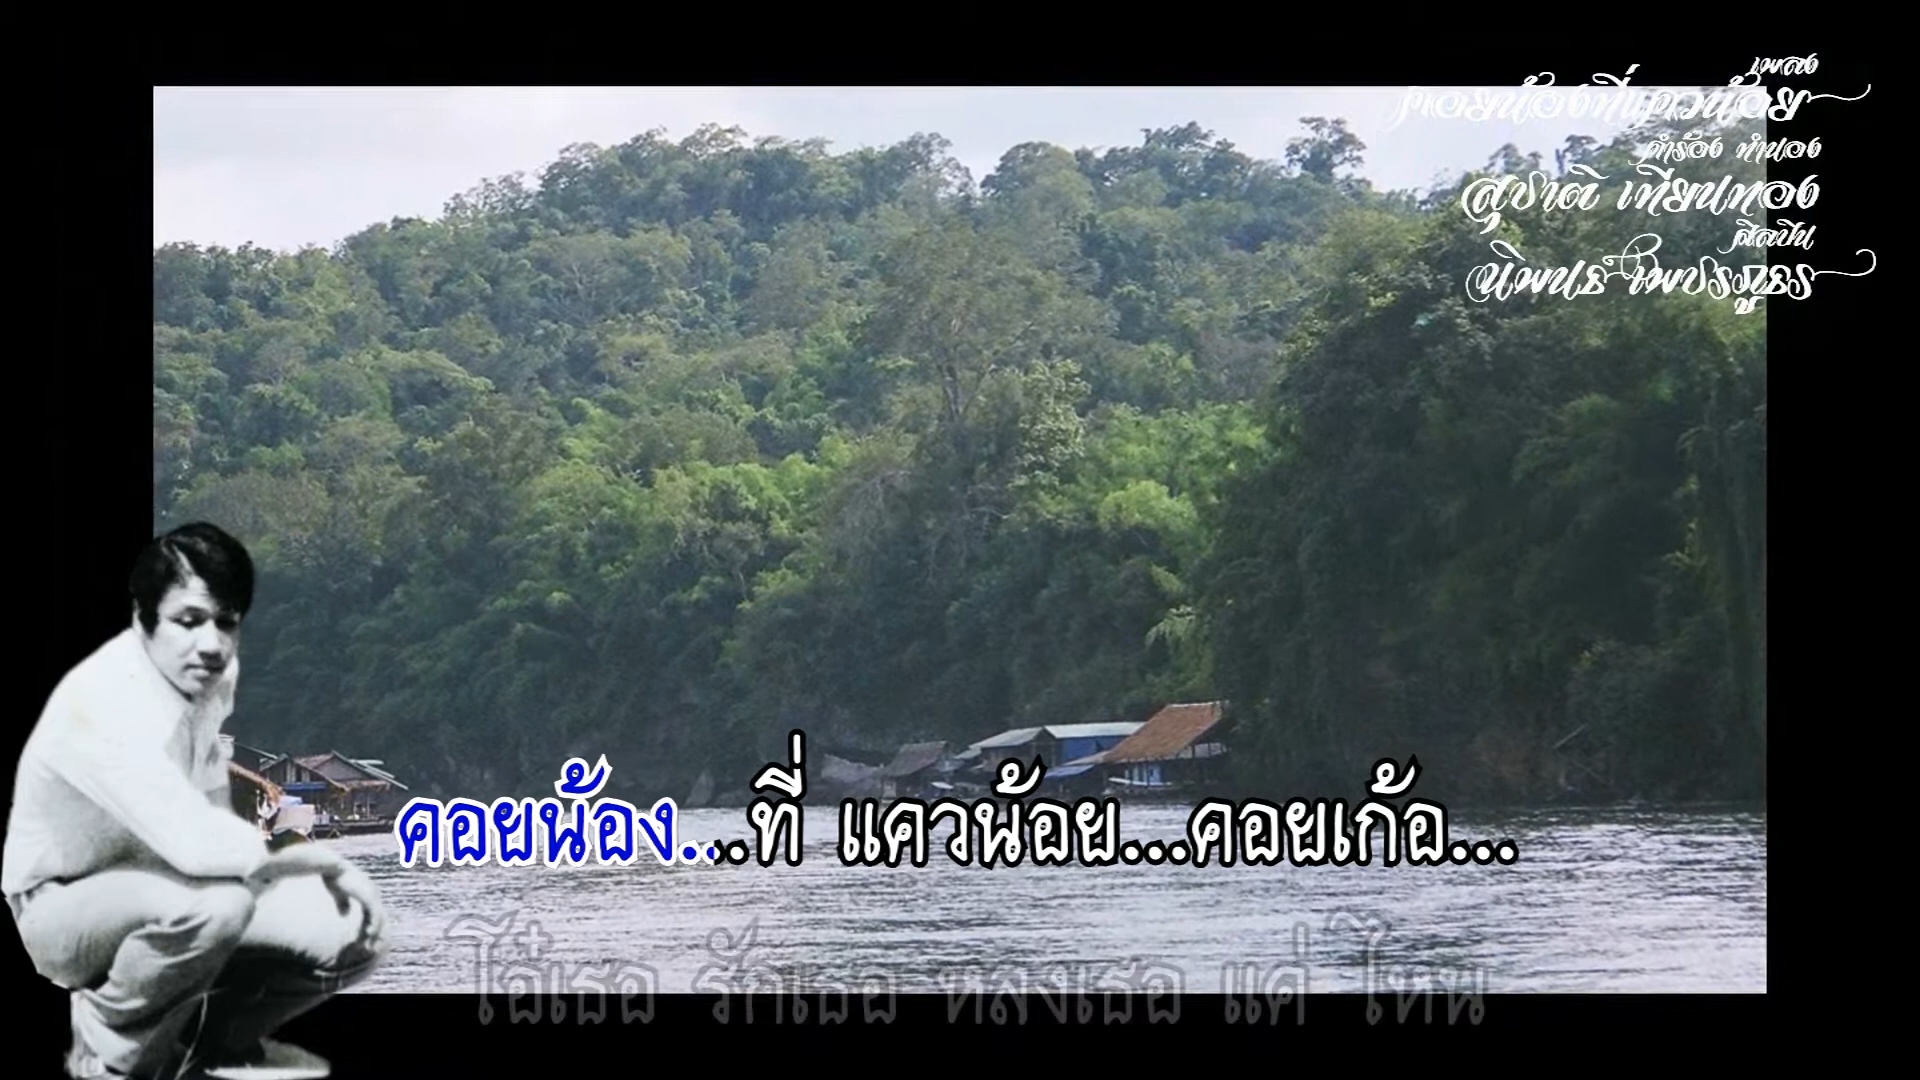 เพลง
คอยน้องที่แควน้อย
คำร้อง ทำนอง
สุชาติ เทียนทอง
ศิลปิน
นิพนธ์ ไพชรภูธร
คอยน้อง...ที่ แควน้อย...คอยเก้อ...
โอ๋เธอ รักเธอ หลงเธอ แค่ ไหน